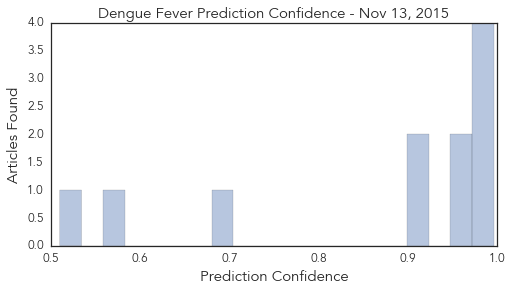 Dengue Fever Prediction Confidence - Nov 13, 2015
4.0
3.5
3.0
2.5
2.0
1.5
1.0
0.5
0.0
Articles Found
0.5 0.6 0.7 0.8 0.9 1.0
Prediction Confidence